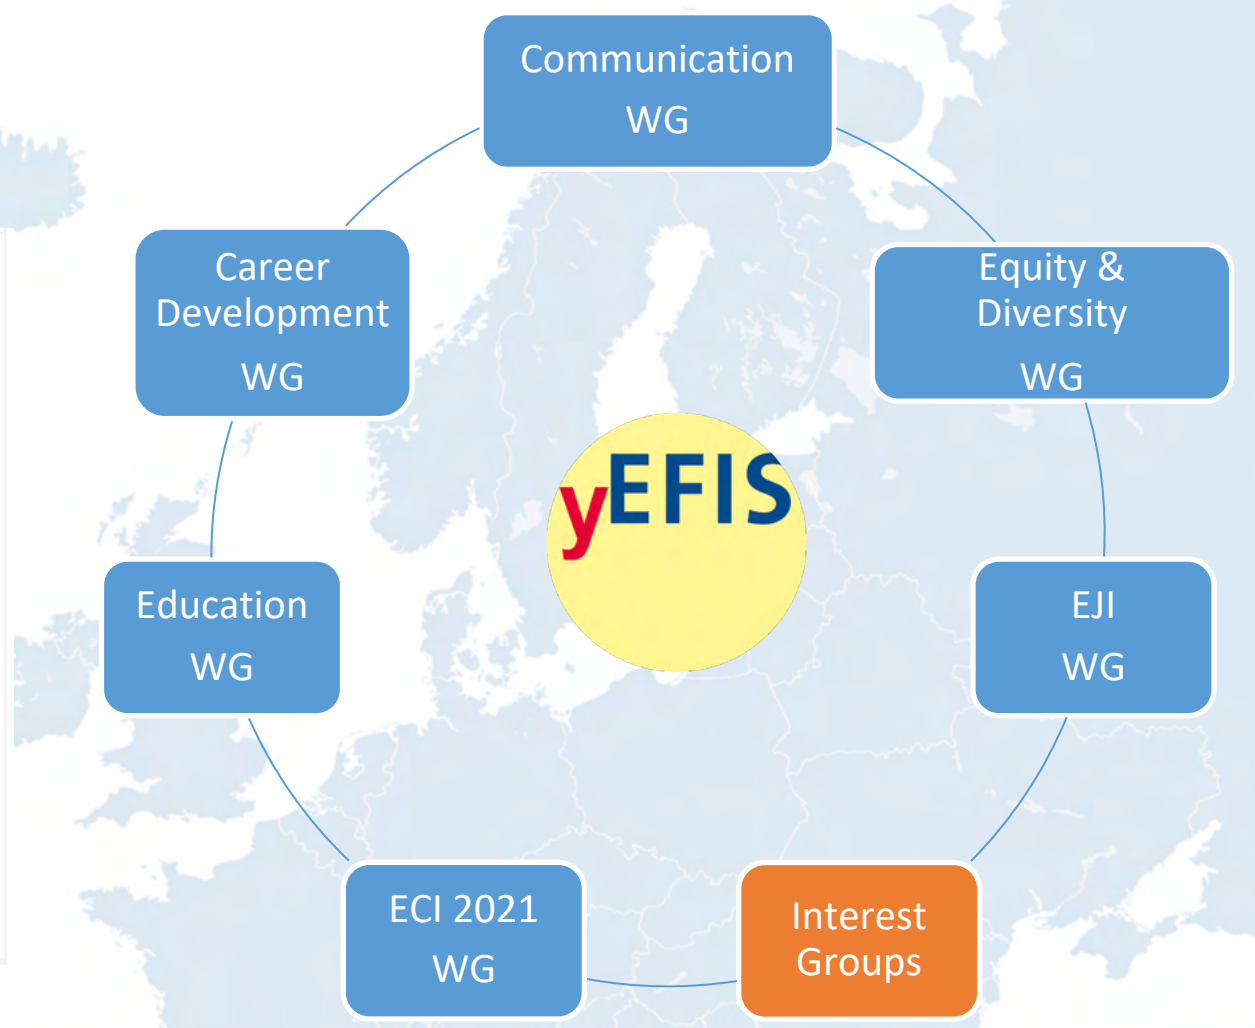 Communication
WG
Career
Development
WG
Equity &
Diversity
WG
yEFIS
Education
WG
EJI
WG
ECI 2021
WG
Interest
Groups